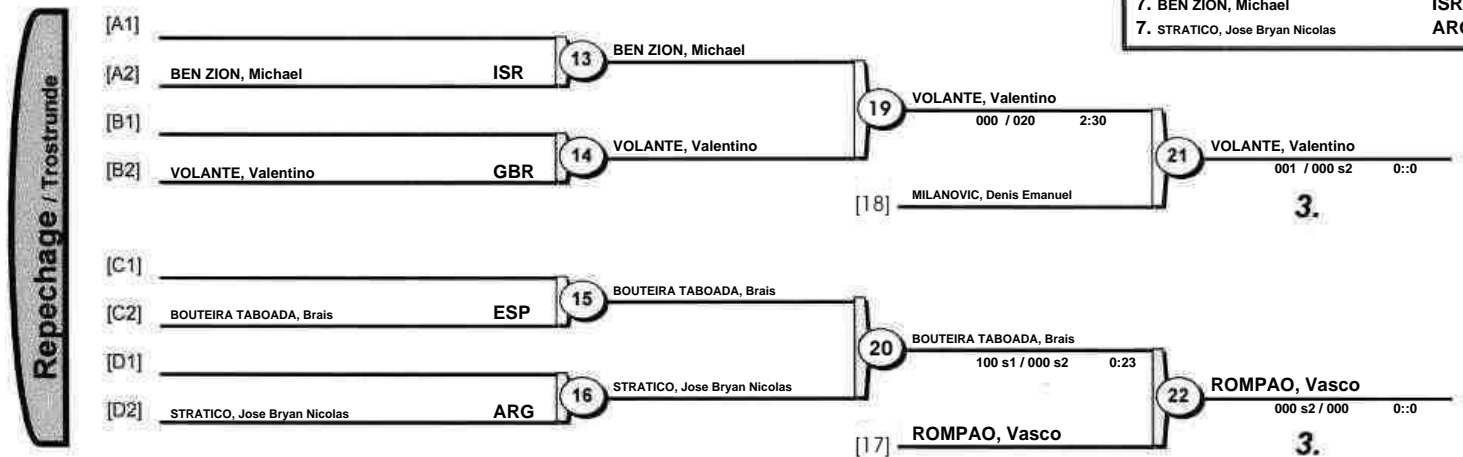 7. BEN ZION, Michael ISR
7. STRATICO, Jose Bryan Nicolas ARG
Repechage / Trostrunde
[A1]
[A2] BEN ZION, Michael ISR
13
BEN ZION, Michael
[B1]
[B2] VOLANTE, Valentino GBR
14
VOLANTE, Valentino
19
VOLANTE, Valentino
000 / 020 2:30
[18] MILANOVIC, Denis Emanuel
21
VOLANTE, Valentino
001 / 000 s2 0::0
3.
[C1]
[C2] BOUTEIRA TABOADA, Brais ESP
15
BOUTEIRA TABOADA, Brais
[D1]
[D2] STRATICO, Jose Bryan Nicolas ARG
16
STRATICO, Jose Bryan Nicolas
20
BOUTEIRA TABOADA, Brais
100 s1 / 000 s2 0:23
[17] ROMPAO, Vasco
22
ROMPAO, Vasco
000 s2 / 000 0::0
3.